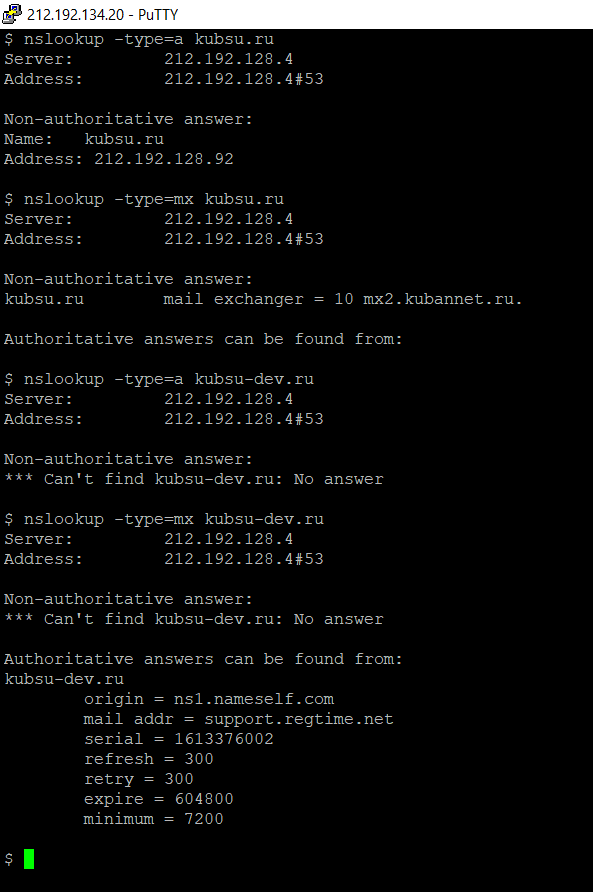 212.192.134.20 - PuTTY
$ nslookup -type=a kubsu.ru
Server:         212.192.128.4
Address:        212.192.128.4#53
Non-authoritative answer:
Name:   kubsu.ru
Address: 212.192.128.92
$ nslookup -type=mx kubsu.ru
Server:         212.192.128.4
Address:        212.192.128.4#53
Non-authoritative answer:
kubsu.ru        mail exchanger = 10 mx2.kubannet.ru.
Authoritative answers can be found from:
$ nslookup -type=a kubsu-dev.ru
Server:         212.192.128.4
Address:        212.192.128.4#53
Non-authoritative answer:
*** Can't find kubsu-dev.ru: No answer
$ nslookup -type=mx kubsu-dev.ru
Server:         212.192.128.4
Address:        212.192.128.4#53
Non-authoritative answer:
*** Can't find kubsu-dev.ru: No answer
Authoritative answers can be found from:
kubsu-dev.ru
        origin = ns1.nameself.com
        mail addr = support.regtime.net
        serial = 1613376002
        refresh = 300
        retry = 300
        expire = 604800
        minimum = 7200
$